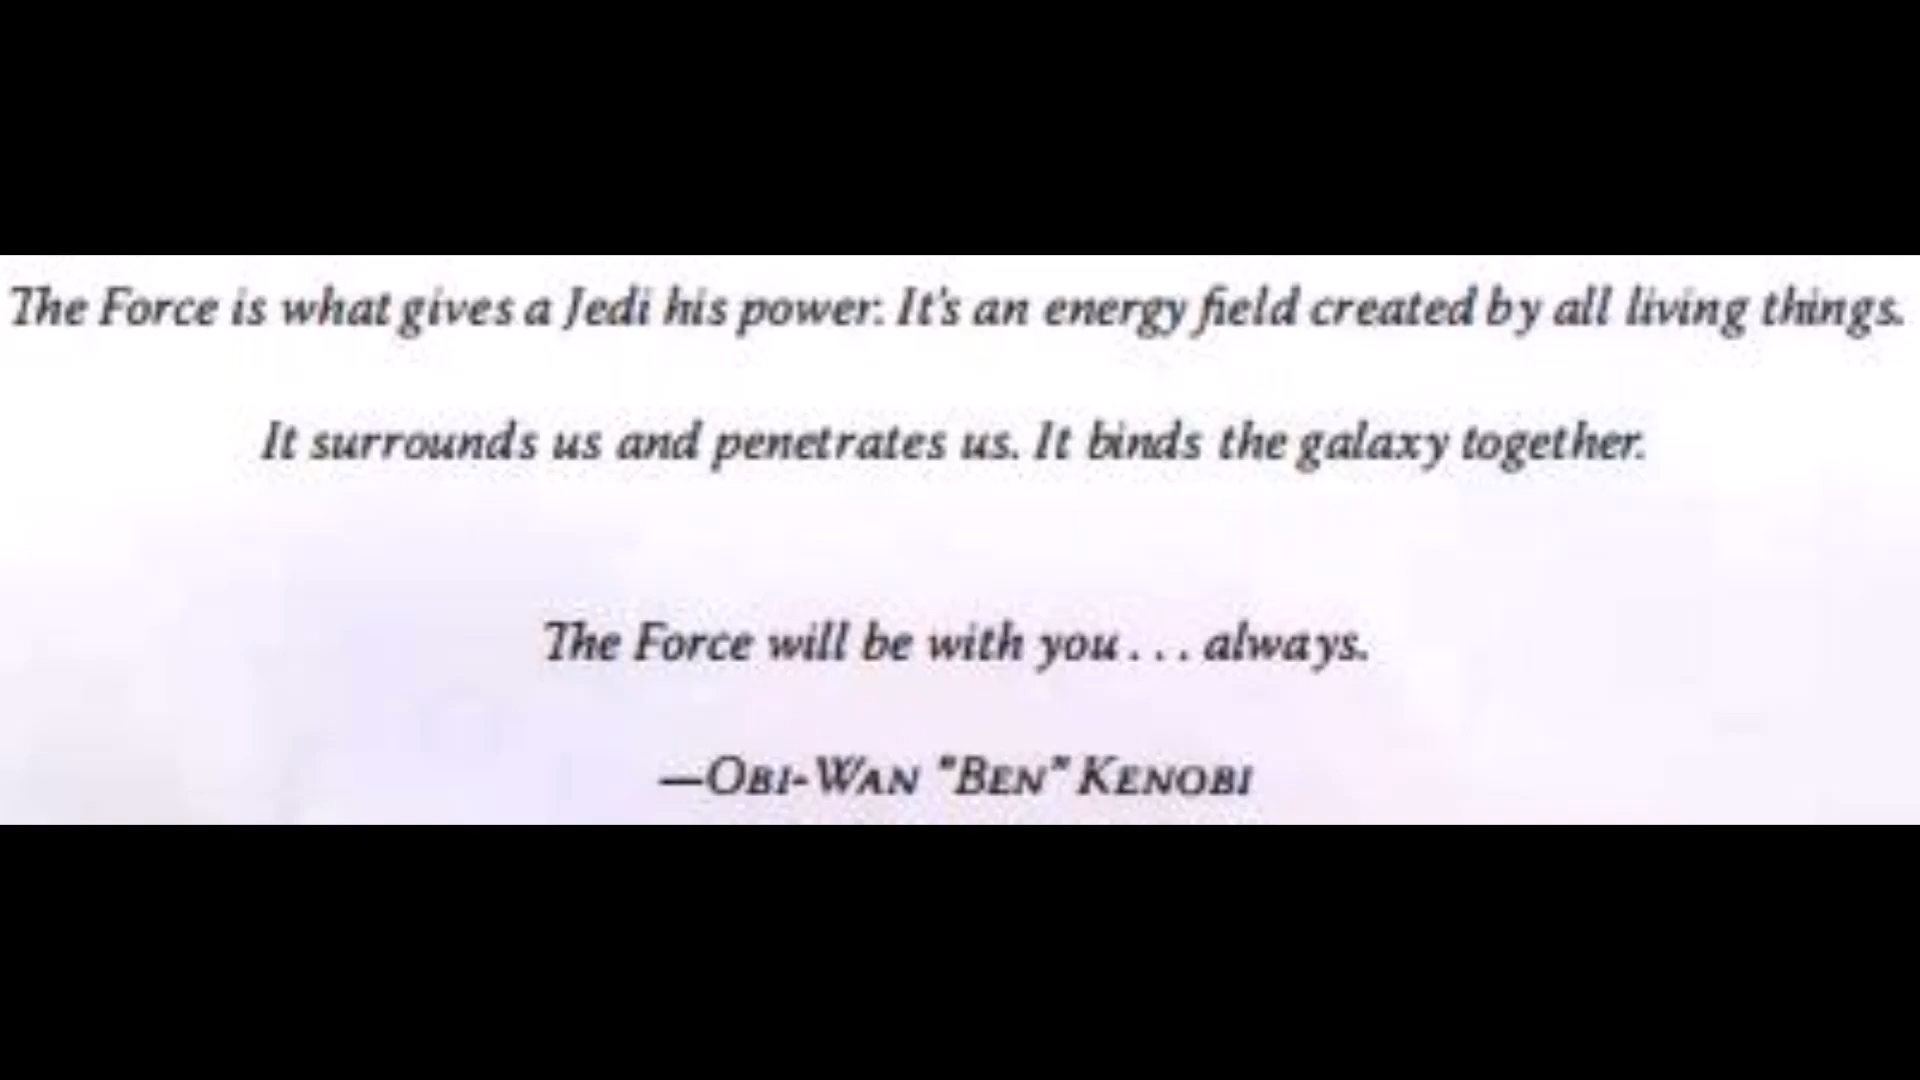 The Force is what gives a Jedi his power: It's an energy field created by all living things.
It surrounds us and penetrates us. It binds the galaxy together.
The Force will be with you . . . always.
—OBI-WAN "BEN" KENOBI